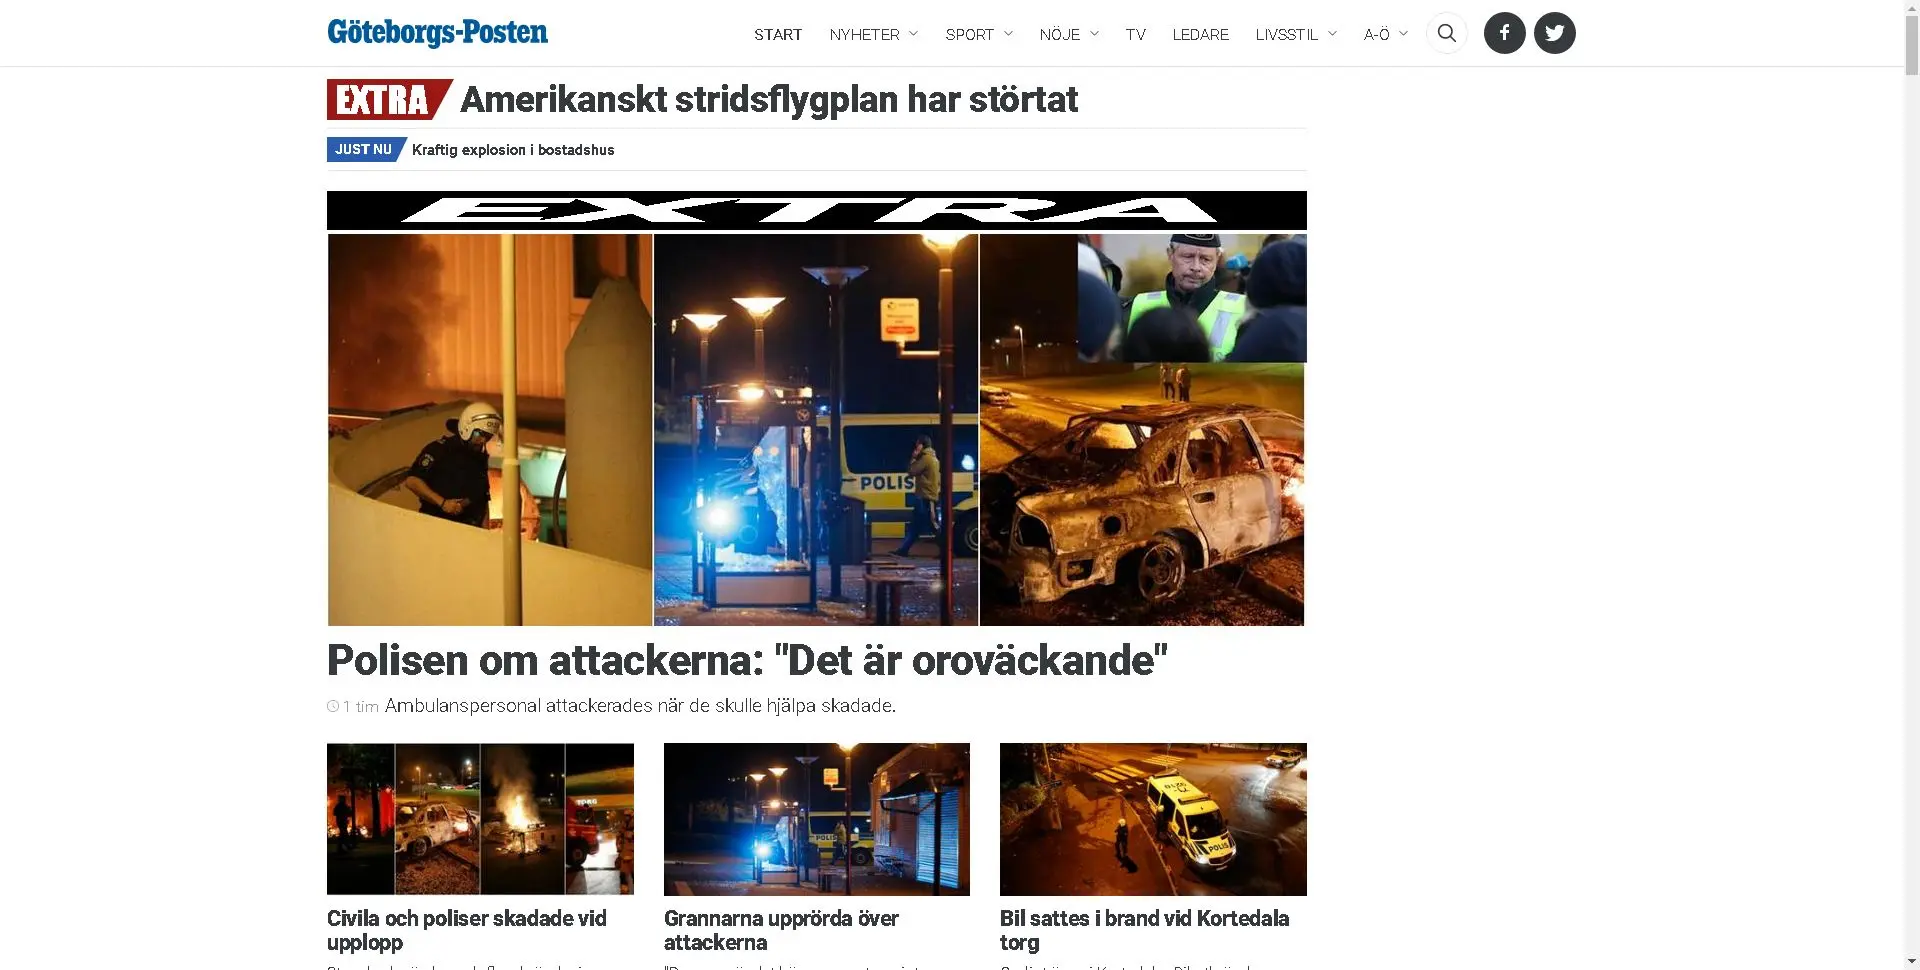 Göteborgs-Posten
START NYHETER SPORT NÖJE TV LEDARE LIVSSTIL A-Ö
EXTRA Amerikanskt stridsflygplan har störtat
JUST NU Kraftig explosion i bostadshus
EXTRA
POLIS
Polisen om attackerna: "Det är oroväckande"
1 tim Ambulanspersonal attackerades när de skulle hjälpa skadade.
TORG
POLIS
POLIS
Civila och poliser skadade vid
upplopp
Grannarna upprörda över
attackerna
Bil sattes i brand vid Kortedala
torg